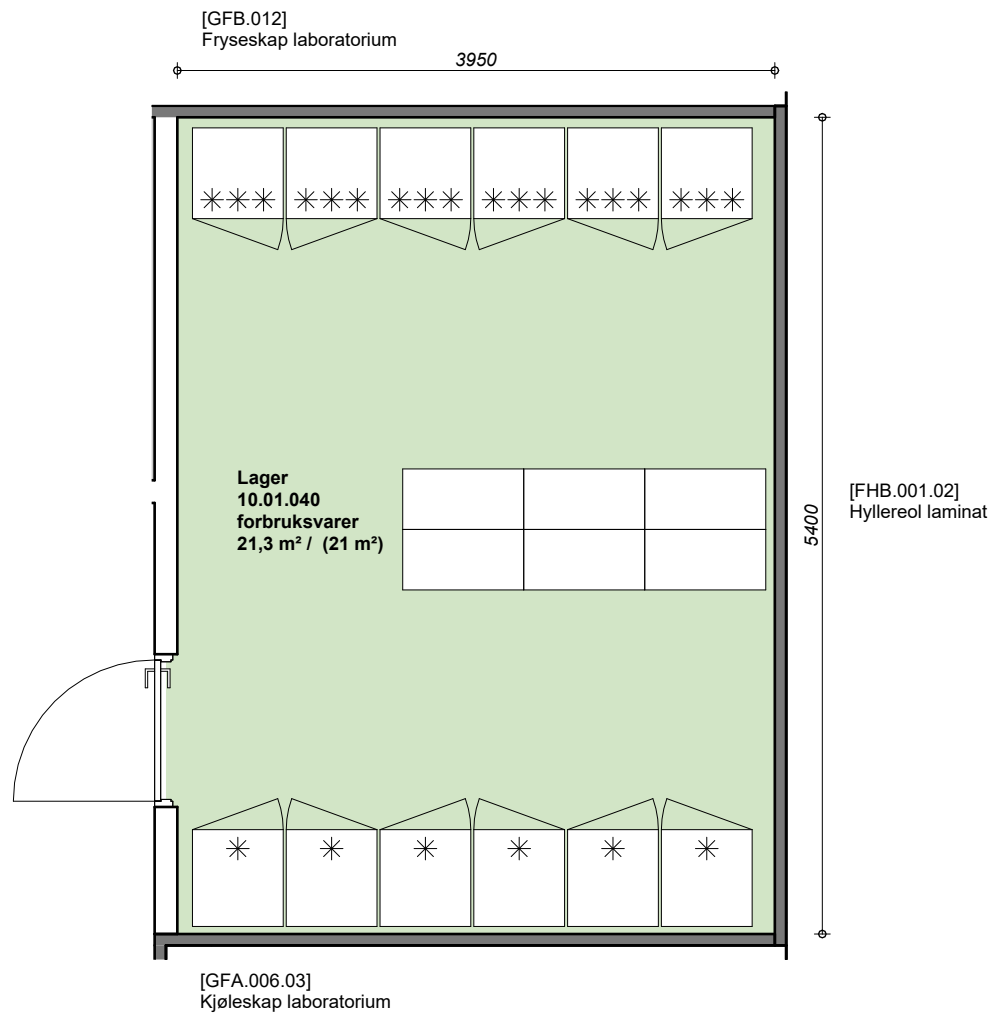 [GFB.012]
Fryseskap laboratorium
3950
Lager
10.01.040
forbruksvarer
21,3 m² / (21 m²)
[FHB.001.02]
Hyllereol laminat
5400
[GFA.006.03]
Kjøleskap laboratorium